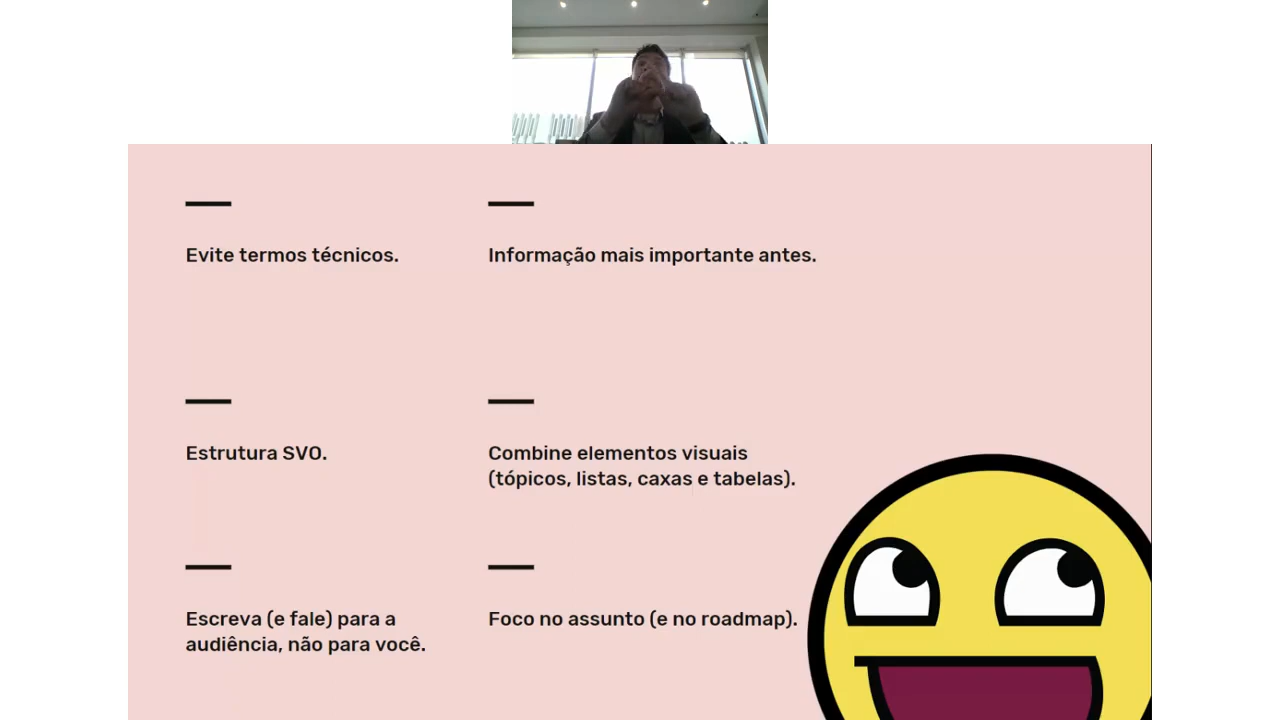 Evite termos técnicos.
Informação mais importante antes.
Estrutura SVO.
Combine elementos visuais
(tópicos, listas, caxas e tabelas).
Escreva (e fale) para a
audiência, não para você.
Foco no assunto (e no roadmap).